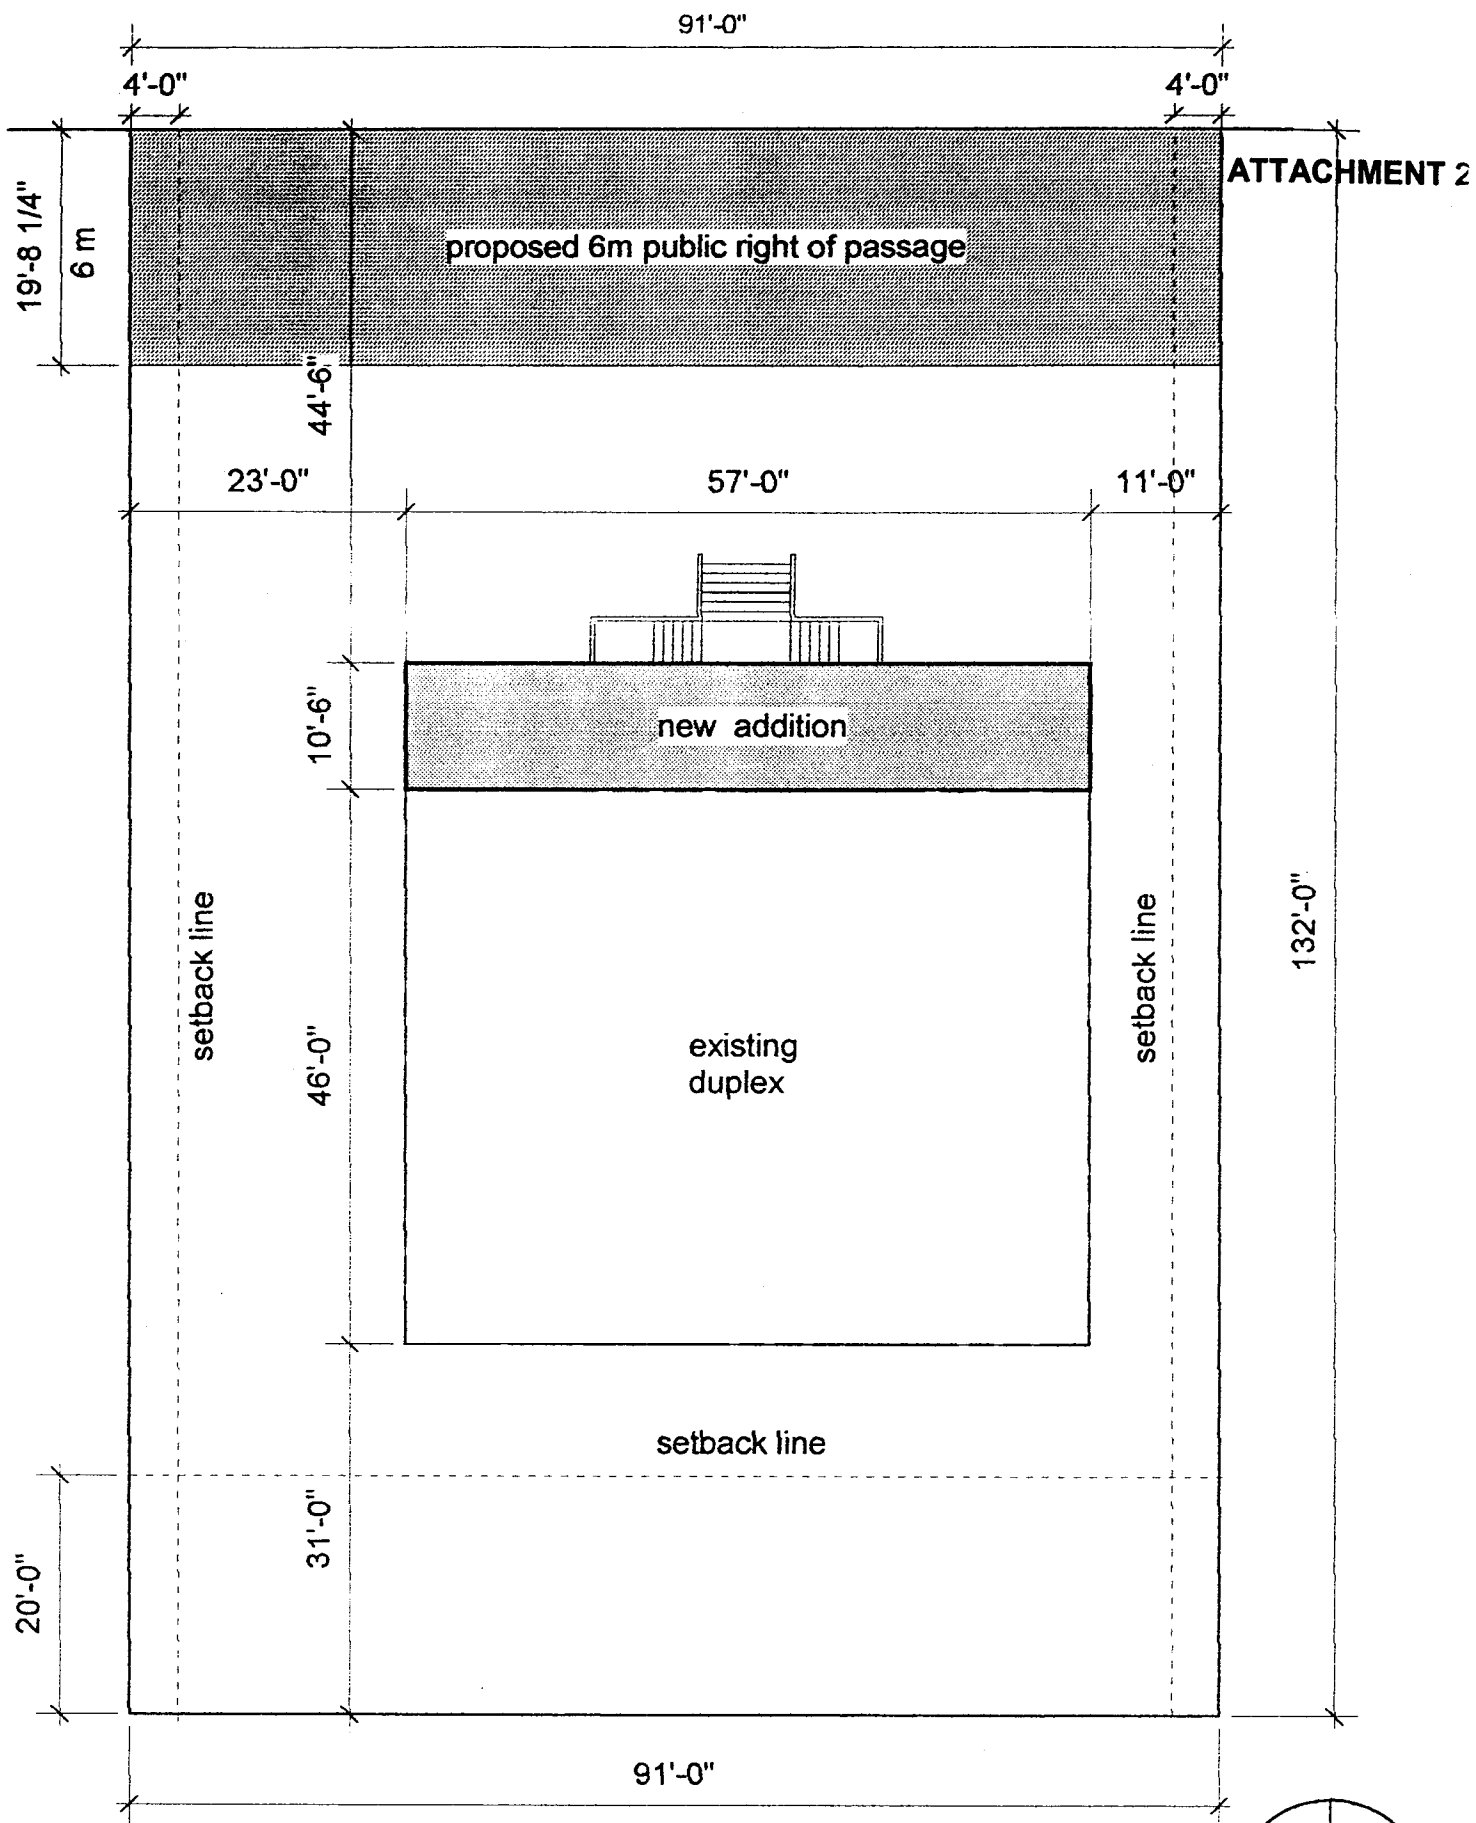 91'-0"
4'-0"
4'-0"
ATTACHMENT 2
19'-8 1/4"
6 m
proposed 6m public right of passage
44'-6"
23'-0"
57'-0"
11'-0"
10'-6"
new addition
setback line
setback line
132'-0"
46'-0"
existing
duplex
setback line
31'-0"
20'-0"
91'-0"